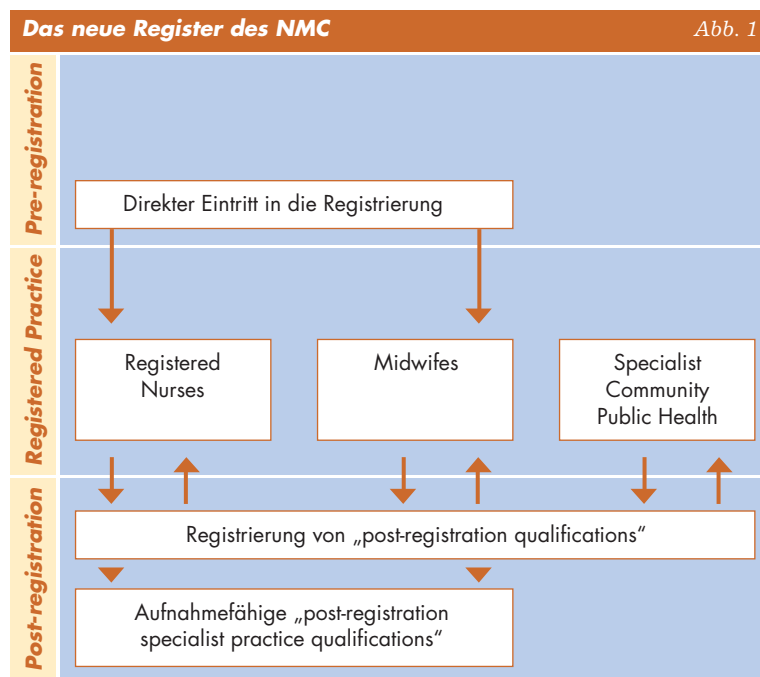 Das neue Register des NMC Abb. 1
Pre-registration
Direkter Eintritt in die Registrierung
Registered Practice
Registered
Nurses
Midwifes
Specialist
Community
Public Health
Post-registration
Registrierung von „post-registration qualifications“
Aufnahmefähige „post-registration
specialist practice qualifications“